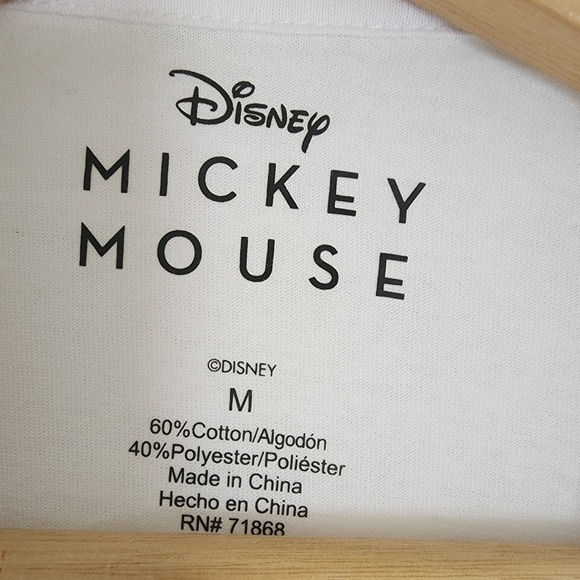 Disney
MICKEY
MOUSE
©DISNEY
M
60%Cotton/Algodón
40%Polyester/Poliéster
Made in China
Hecho en China
RN# 71868